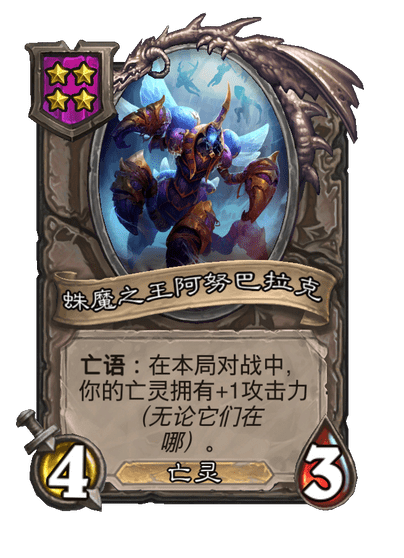 蛛魔之王阿努巴拉克
亡语：在本局对战中，
你的亡灵拥有+1攻击力
（无论它们在
哪）。
4
亡灵
3